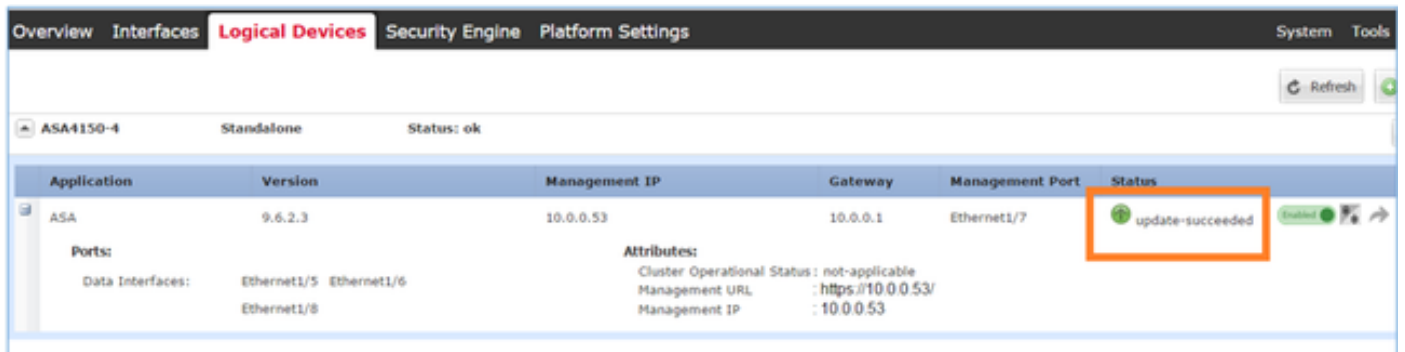 Overview Interfaces Logical Devices Security Engine Platform Settings System Tools
Refresh
ASA4150-4 Standalone Status: ok
Application Version Management IP Gateway Management Port Status
ASA 9.6.2.3 10.0.0.53 10.0.0.1 Ethernet1/7 update-succeeded Enabled
Ports: Attributes:
Cluster Operational Status : not-applicable
Data Interfaces: Ethernet1/5 Ethernet1/6
Management URL : https://10.0.0.53/
Ethernet1/8 Management IP : 10.0.0.53